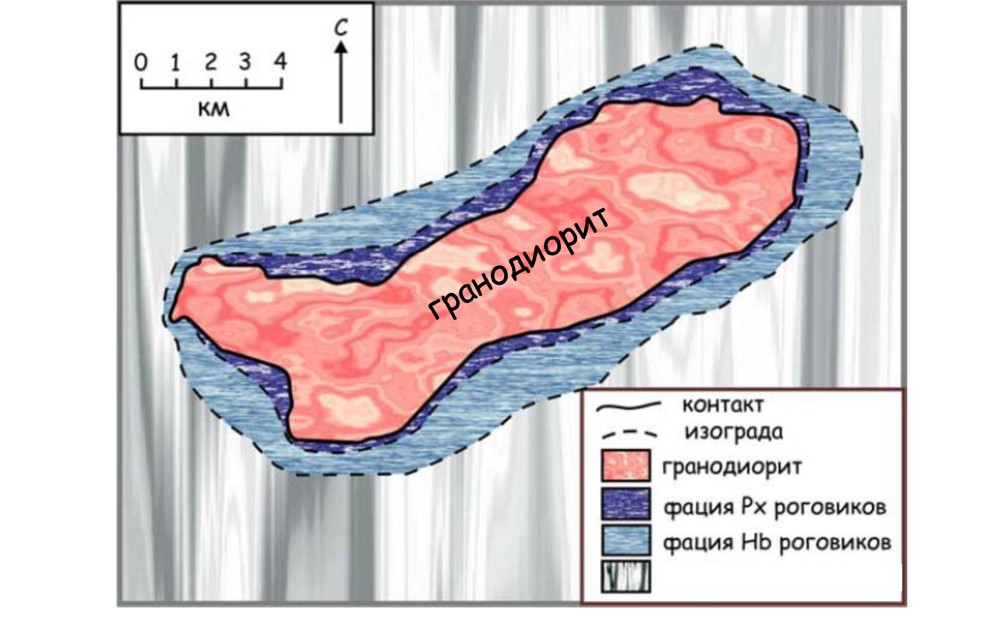 С
0 1 2 3 4
км
гранодиорит
контакт
изограда
гранодиорит
фация Px роговиков
фация Hb роговиков